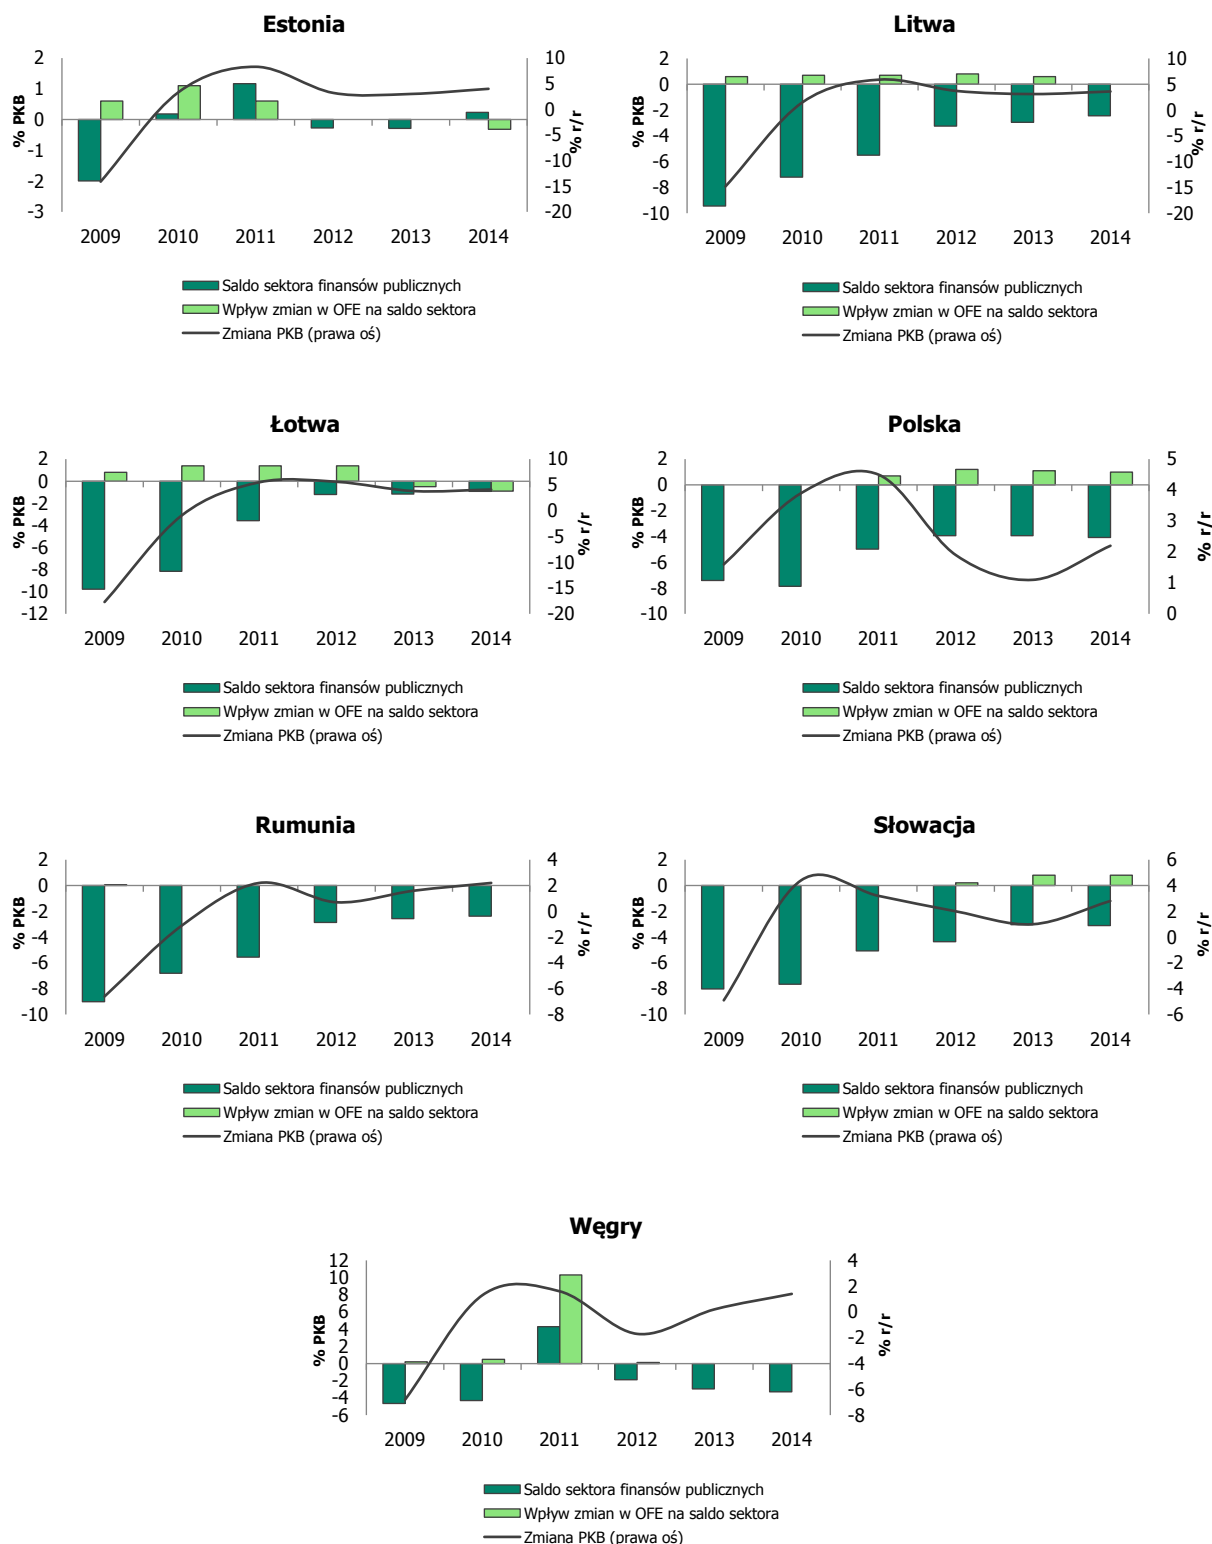 Estonia
2
1
0
-1
-2
-3
% PKB
10
5
0
-5
-10
-15
-20
% r/r
2009 2010 2011 2012 2013 2014
Saldo sektora finansów publicznych
Wpływ zmian w OFE na saldo sektora
Zmiana PKB (prawa oś)
Litwa
2
0
-2
-4
-6
-8
-10
% PKB
10
5
0
-5
-10
-15
-20
% r/r
2009 2010 2011 2012 2013 2014
Saldo sektora finansów publicznych
Wpływ zmian w OFE na saldo sektora
Zmiana PKB (prawa oś)
Łotwa
2
0
-2
-4
-6
-8
-10
-12
% PKB
10
5
0
-5
-10
-15
-20
% r/r
2009 2010 2011 2012 2013 2014
Saldo sektora finansów publicznych
Wpływ zmian w OFE na saldo sektora
Zmiana PKB (prawa oś)
Polska
2
0
-2
-4
-6
-8
-10
% PKB
5
4
3
2
1
0
% r/r
2009 2010 2011 2012 2013 2014
Saldo sektora finansów publicznych
Wpływ zmian w OFE na saldo sektora
Zmiana PKB (prawa oś)
Rumunia
2
0
-2
-4
-6
-8
-10
% PKB
4
2
0
-2
-4
-6
-8
% r/r
2009 2010 2011 2012 2013 2014
Saldo sektora finansów publicznych
Wpływ zmian w OFE na saldo sektora
Zmiana PKB (prawa oś)
Słowacja
2
0
-2
-4
-6
-8
-10
% PKB
6
4
2
0
-2
-4
-6
% r/r
2009 2010 2011 2012 2013 2014
Saldo sektora finansów publicznych
Wpływ zmian w OFE na saldo sektora
Zmiana PKB (prawa oś)
Węgry
12
10
8
6
4
2
0
-2
-4
-6
% PKB
4
2
0
-2
-4
-6
-8
% r/r
2009 2010 2011 2012 2013 2014
Saldo sektora finansów publicznych
Wpływ zmian w OFE na saldo sektora
Zmiana PKB (prawa oś)